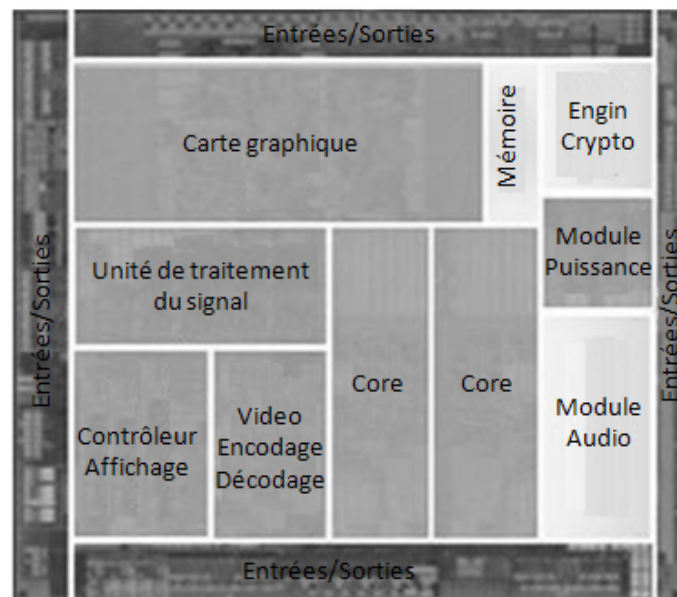 Entrées/Sorties
Carte graphique
Mémoire
Engin
Crypto
Entrées/Sorties
Unité de traitement
du signal
Core
Core
Module
Puissance
Entrées/Sorties
Contrôleur
Affichage
Video
Encodage
Décodage
Module
Audio
Entrées/Sorties